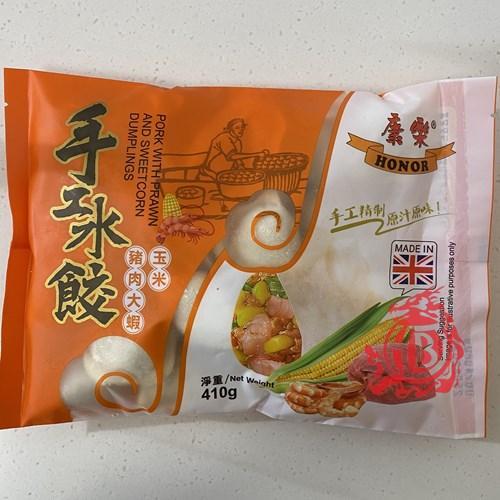 手工水餃
玉米
豬肉大蝦
PORK WITH PRAWN
AND SWEETCORN
DUMPLINGS
康樂®
HONOR
手工精制
原汁原味!
MADE IN
Serving Suggestion
for illustrative purposes only
淨重/Net Weight
410g